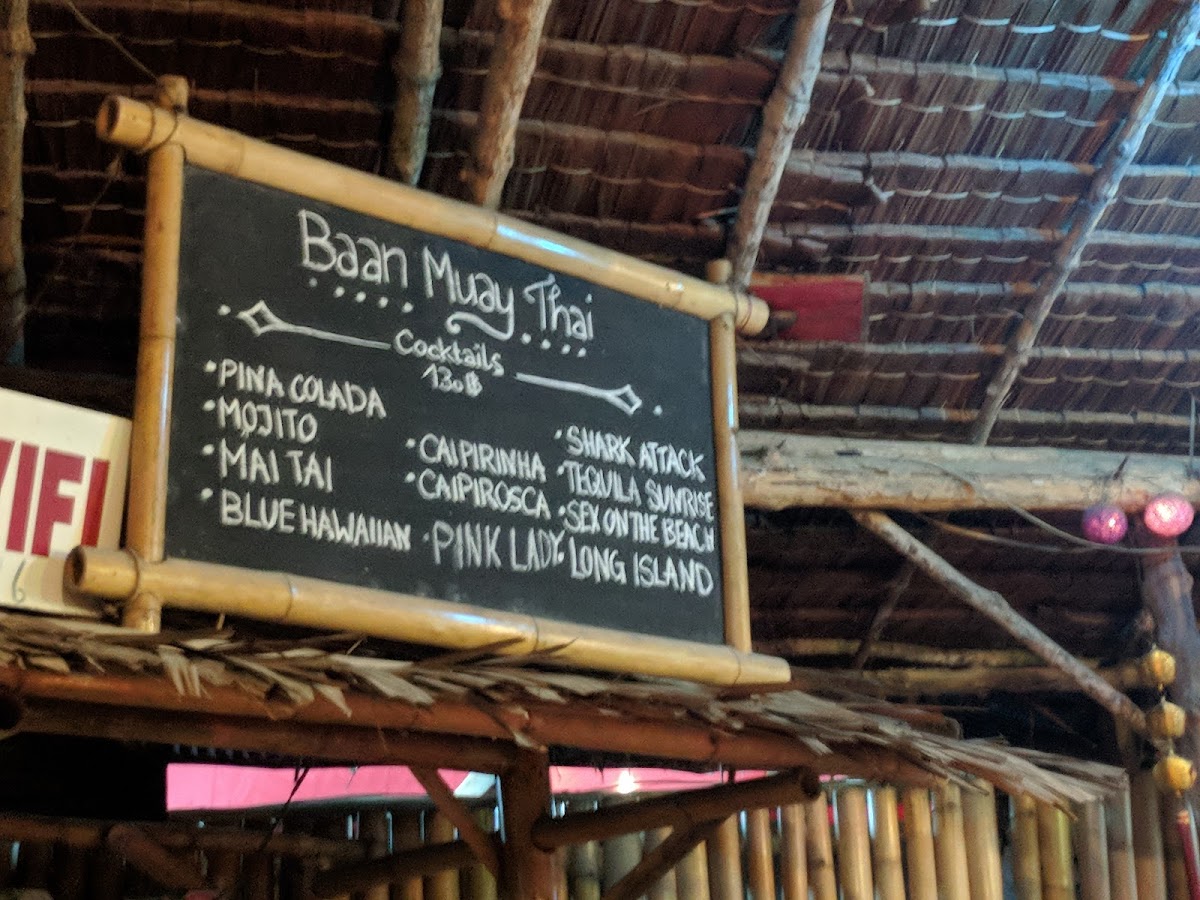 Baan Muay Thai
Cocktails
130฿
• PINA COLADA
• MOJITO
• MAI TAI
• BLUE HAWAIIAN
• CAIPIRINHA
• CAIPIROSCA
• PINK LADY
• SHARK ATTACK
• TEQUILA SUNRISE
• SEX ON THE BEACH
• LONG ISLAND
WIFI